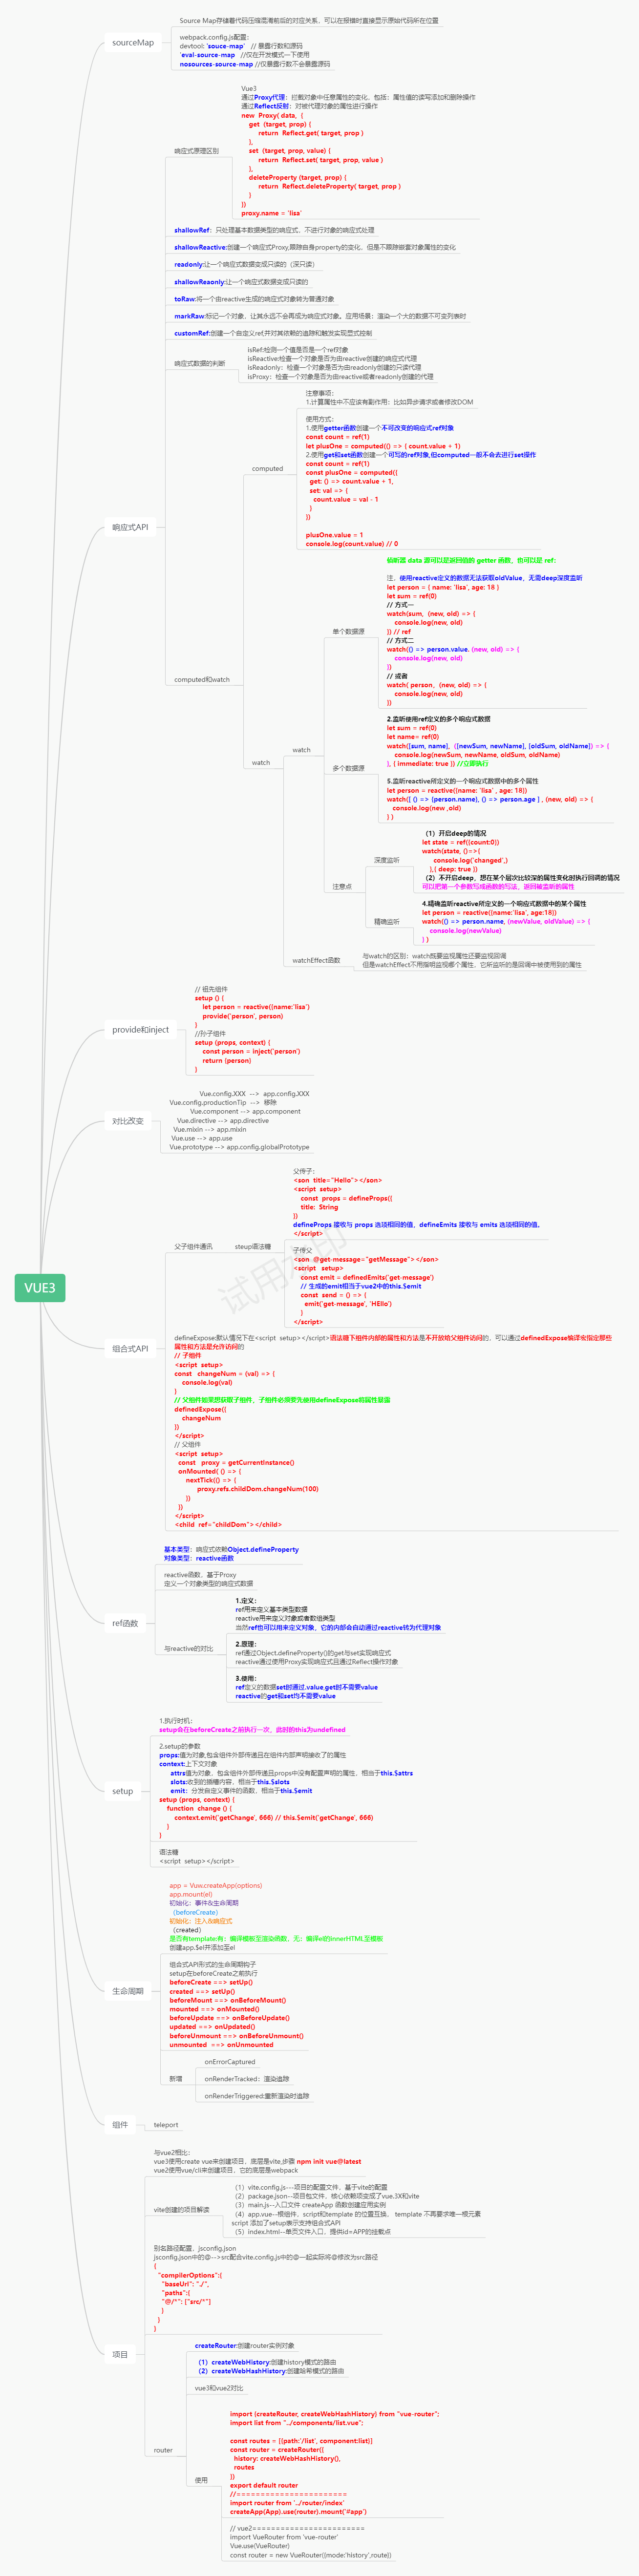 VUE3
sourceMap
Source Map存储着代码压缩混淆前后的对应关系，可以在报错时直接显示原始代码所在位置
webpack.config.js配置：
devtool: 'souce-map'   // 暴露行数和源码
'eval-source-map   //仅在开发模式一下使用
nosources-source-map //仅暴露行数不会暴露源码
响应式API
响应式原理区别
Vue3
通过Proxy代理：拦截对象中任意属性的变化，包括：属性值的读写添加和删除操作
通过Reflect反射：对被代理对象的属性进行操作
new  Proxy( data,  {
get  (target, prop) {
return  Reflect.get( target, prop )
},
set  (target, prop, value) {
return  Reflect.set( target, prop, value )
},
deleteProperty (target, prop) {
return  Reflect.deleteProperty( target, prop )
}
})
proxy.name = 'lisa'
shallowRef：只处理基本数据类型的响应式，不进行对象的响应式处理
shallowReactive:创建一个响应式Proxy,跟踪自身property的变化，但是不跟踪嵌套对象属性的变化
readonly:让一个响应式数据变成只读的（深只读）
shallowReaonly:让一个响应式数据变成只读的
toRaw:将一个由reactive生成的响应式对象转为普通对象
markRaw:标记一个对象，让其永远不会再成为响应式对象。应用场景：渲染一个大的数据不可变列表时
customRef:创建一个自定义ref,并对其依赖的追踪和触发实现显式控制
响应式数据的判断
isRef:检测一个值是否是一个ref对象
isReactive:检查一个对象是否为由reactive创建的响应式代理
isReadonly：检查一个对象是否为由readonly创建的只读代理
isProxy：检查一个对象是否为由reactive或者readonly创建的代理
computed和watch
computed
注意事项：
1.计算属性中不应该有副作用：比如异步请求或者修改DOM
使用方式：
1.使用getter函数创建一个不可改变的响应式ref对象
const count = ref(1)
let plusOne = computed(() => { count.value + 1)
2.使用get和set函数创建一个可写的ref对象,但computed一般不会去进行set操作
const count = ref(1)
const plusOne = computed({
get: () => count.value + 1,
set: val => {
count.value = val - 1
}
})
plusOne.value = 1
console.log(count.value) // 0
watch
watch
单个数据源
侦听器 data 源可以是返回值的 getter 函数，也可以是 ref：
注，使用reactive定义的数据无法获取oldValue，无需deep深度监听
let person = { name: 'lisa', age: 18 }
let sum = ref(0)
// 方式一
watch(sum,  (new, old) => {
console.log(new, old)
}) // ref
// 方式二
watch(() => person.value, (new, old) => {
console.log(new, old)
})
// 或者
watch( person，(new, old) => {
console.log(new, old)
})
多个数据源
2.监听使用ref定义的多个响应式数据
let sum = ref(0)
let name= ref(0)
watch([sum, name],  ([newSum, newName], [oldSum, oldName]) => {
console.log(newSum, newName, oldSum, oldName)
}, { immediate: true }) //立即执行
5.监听reactive所定义的一个响应式数据中的多个属性
let person = reactive({name: 'lisa' , age: 18})
watch([ () => {person.name}, () => person.age ] , (new, old) => {
console.log(new ,old)
} )
注意点
深度监听
（1）开启deep的情况
let state = ref({count:0})
watch(state, ()=>{
console.log('changed',)
},{ deep: true })
（2）不开启deep，想在某个层次比较深的属性变化时执行回调的情况
可以把第一个参数写成函数的写法，返回被监听的属性
精确监听
4.精确监听reactive所定义的一个响应式数据中的某个属性
let person = reactive({name:'lisa', age:18})
watch(() => person.name, (newValue, oldValue) => {
console.log(newValue)
} )
watchEffect函数
与watch的区别：watch既要监视属性还要监视回调
但是watchEffect不用指明监视哪个属性，它所监听的是回调中被使用到的属性
provide和inject
// 祖先组件
setup () {
let person = reactive({name:'lisa')
provide('person', person)
}
//孙子组件
setup (props, context) {
const person = inject('person')
return {person}
}
对比改变
Vue.config.XXX  -->  app.config.XXX
Vue.config.productionTip  -->  移除
Vue.component --> app.component
Vue.directive --> app.directive
Vue.mixin --> app.mixin
Vue.use --> app.use
Vue.prototype --> app.config.globalPrototype
组合式API
父子组件通讯
steup语法糖
父传子：
<son  title="Hello"></son>
<script  setup>
const  props = defineProps({
title:  String
})
defineProps 接收与 props 选项相同的值，defineEmits 接收与 emits 选项相同的值。
</script>
子传父
<son  @get-message="getMessage"></son>
<script   setup>
const emit = definedEmits('get-message')
// 生成的emit相当于vue2中的this.$emit
const  send = () => {
emit('get-message', 'HEllo')
}
</script>
defineExpose:默认情况下在<script  setup></script>语法糖下组件内部的属性和方法是不开放给父组件访问的，可以通过definedExpose编译宏指定那些
属性和方法是允许访问的
// 子组件
<script  setup>
const   changeNum = (val) => {
console.log(val)
}
// 父组件如果想获取子组件，子组件必须要先使用defineExpose将属性暴露
definedExpose({
changeNum
})
</script>
// 父组件
<script  setup>
const   proxy = getCurrentInstance()
onMounted( () => {
nextTick(() => {
proxy.refs.childDom.changeNum(100)
})
})
</script>
<child  ref="childDom"></child>
ref函数
基本类型：响应式依赖Object.defineProperty
对象类型：reactive函数
reactive函数，基于Proxy
定义一个对象类型的响应式数据
与reactive的对比
1.定义：
ref用来定义基本类型数据
reactive用来定义对象或者数组类型
当然ref也可以用来定义对象，它的内部会自动通过reactive转为代理对象
2.原理：
ref通过Object.defineProperty()的get与set实现响应式
reactive通过使用Proxy实现响应式且通过Reflect操作对象
3.使用：
ref定义的数据set时通过.value,get时不需要value
reactive的get和set均不需要value
setup
1.执行时机：
setup会在beforeCreate之前执行一次，此时的this为undefined
2.setup的参数
props:值为对象,包含组件外部传递且在组件内部声明接收了的属性
context:上下文对象
attrs值为对象，包含组件外部传递且props中没有配置声明的属性，相当于this.$attrs
slots:收到的插槽内容，相当于this.$slots
emit：分发自定义事件的函数，相当于this.$emit
setup (props, context) {
function  change () {
context.emit('getChange', 666) // this.$emit('getChange', 666)
}
}
语法糖
<script  setup></script>
生命周期
app = Vuw.createApp(options)
app.mount(el)
初始化：事件&生命周期
（beforeCreate）
初始化：注入&响应式
（created）
是否有template:有：编译模板至渲染函数，无：编译el的innerHTML至模板
创建app.$el并添加至el
组合式API形式的生命周期钩子
setup在beforeCreate之前执行
beforeCreate ==> setUp()
created ==> setUp()
beforeMount ==> onBeforeMount()
mounted ==> onMounted()
beforeUpdate ==> onBeforeUpdate()
updated ==> onUpdated()
beforeUnmount ==> onBeforeUnmount()
unmounted  ==> onUnmounted
新增
onErrorCaptured
onRenderTracked：渲染追踪
onRenderTriggered:重新渲染时追踪
组件
teleport
项目
与vue2相比：
vue3使用create vue来创建项目，底层是vite,步骤 npm init vue@latest
vue2使用vue/cli来创建项目，它的底层是webpack
vite创建的项目解读
（1）vite.config.js---项目的配置文件，基于vite的配置
（2）package.json--项目包文件，核心依赖项变成了vue.3X和vite
（3）main.js--入口文件 createApp 函数创建应用实例
（4）app.vue--根组件，script和template 的位置互换， template 不再要求唯一根元素
script 添加了setup表示支持组合式API
（5）index.html--单页文件入口，提供id=APP的挂载点
别名路径配置，jsconfig.json
jsconfig.json中的@-->src配合vite.config.js中的@一起实际将@修改为src路径
{
"compilerOptions":{
"baseUrl": "./",
"paths":{
"@/*": ["src/*"]
}
}
}
router
createRouter:创建router实例对象
（1）createWebHistory:创建history模式的路由
（2）createWebHashHistory:创建哈希模式的路由
vue3和vue2对比
使用
import {createRouter, createWebHashHistory} from "vue-router";
import list from "../components/list.vue";
const routes = [{path:'/list', component:list}]
const router = createRouter({
history: createWebHashHistory(),
routes
})
export default router
//=======================
import router from '../router/index'
createApp(App).use(router).mount('#app')
// vue2=======================
import VueRouter from 'vue-router'
Vue.use(VueRouter)
const router = new VueRouter({mode:'history',route})
试用水印